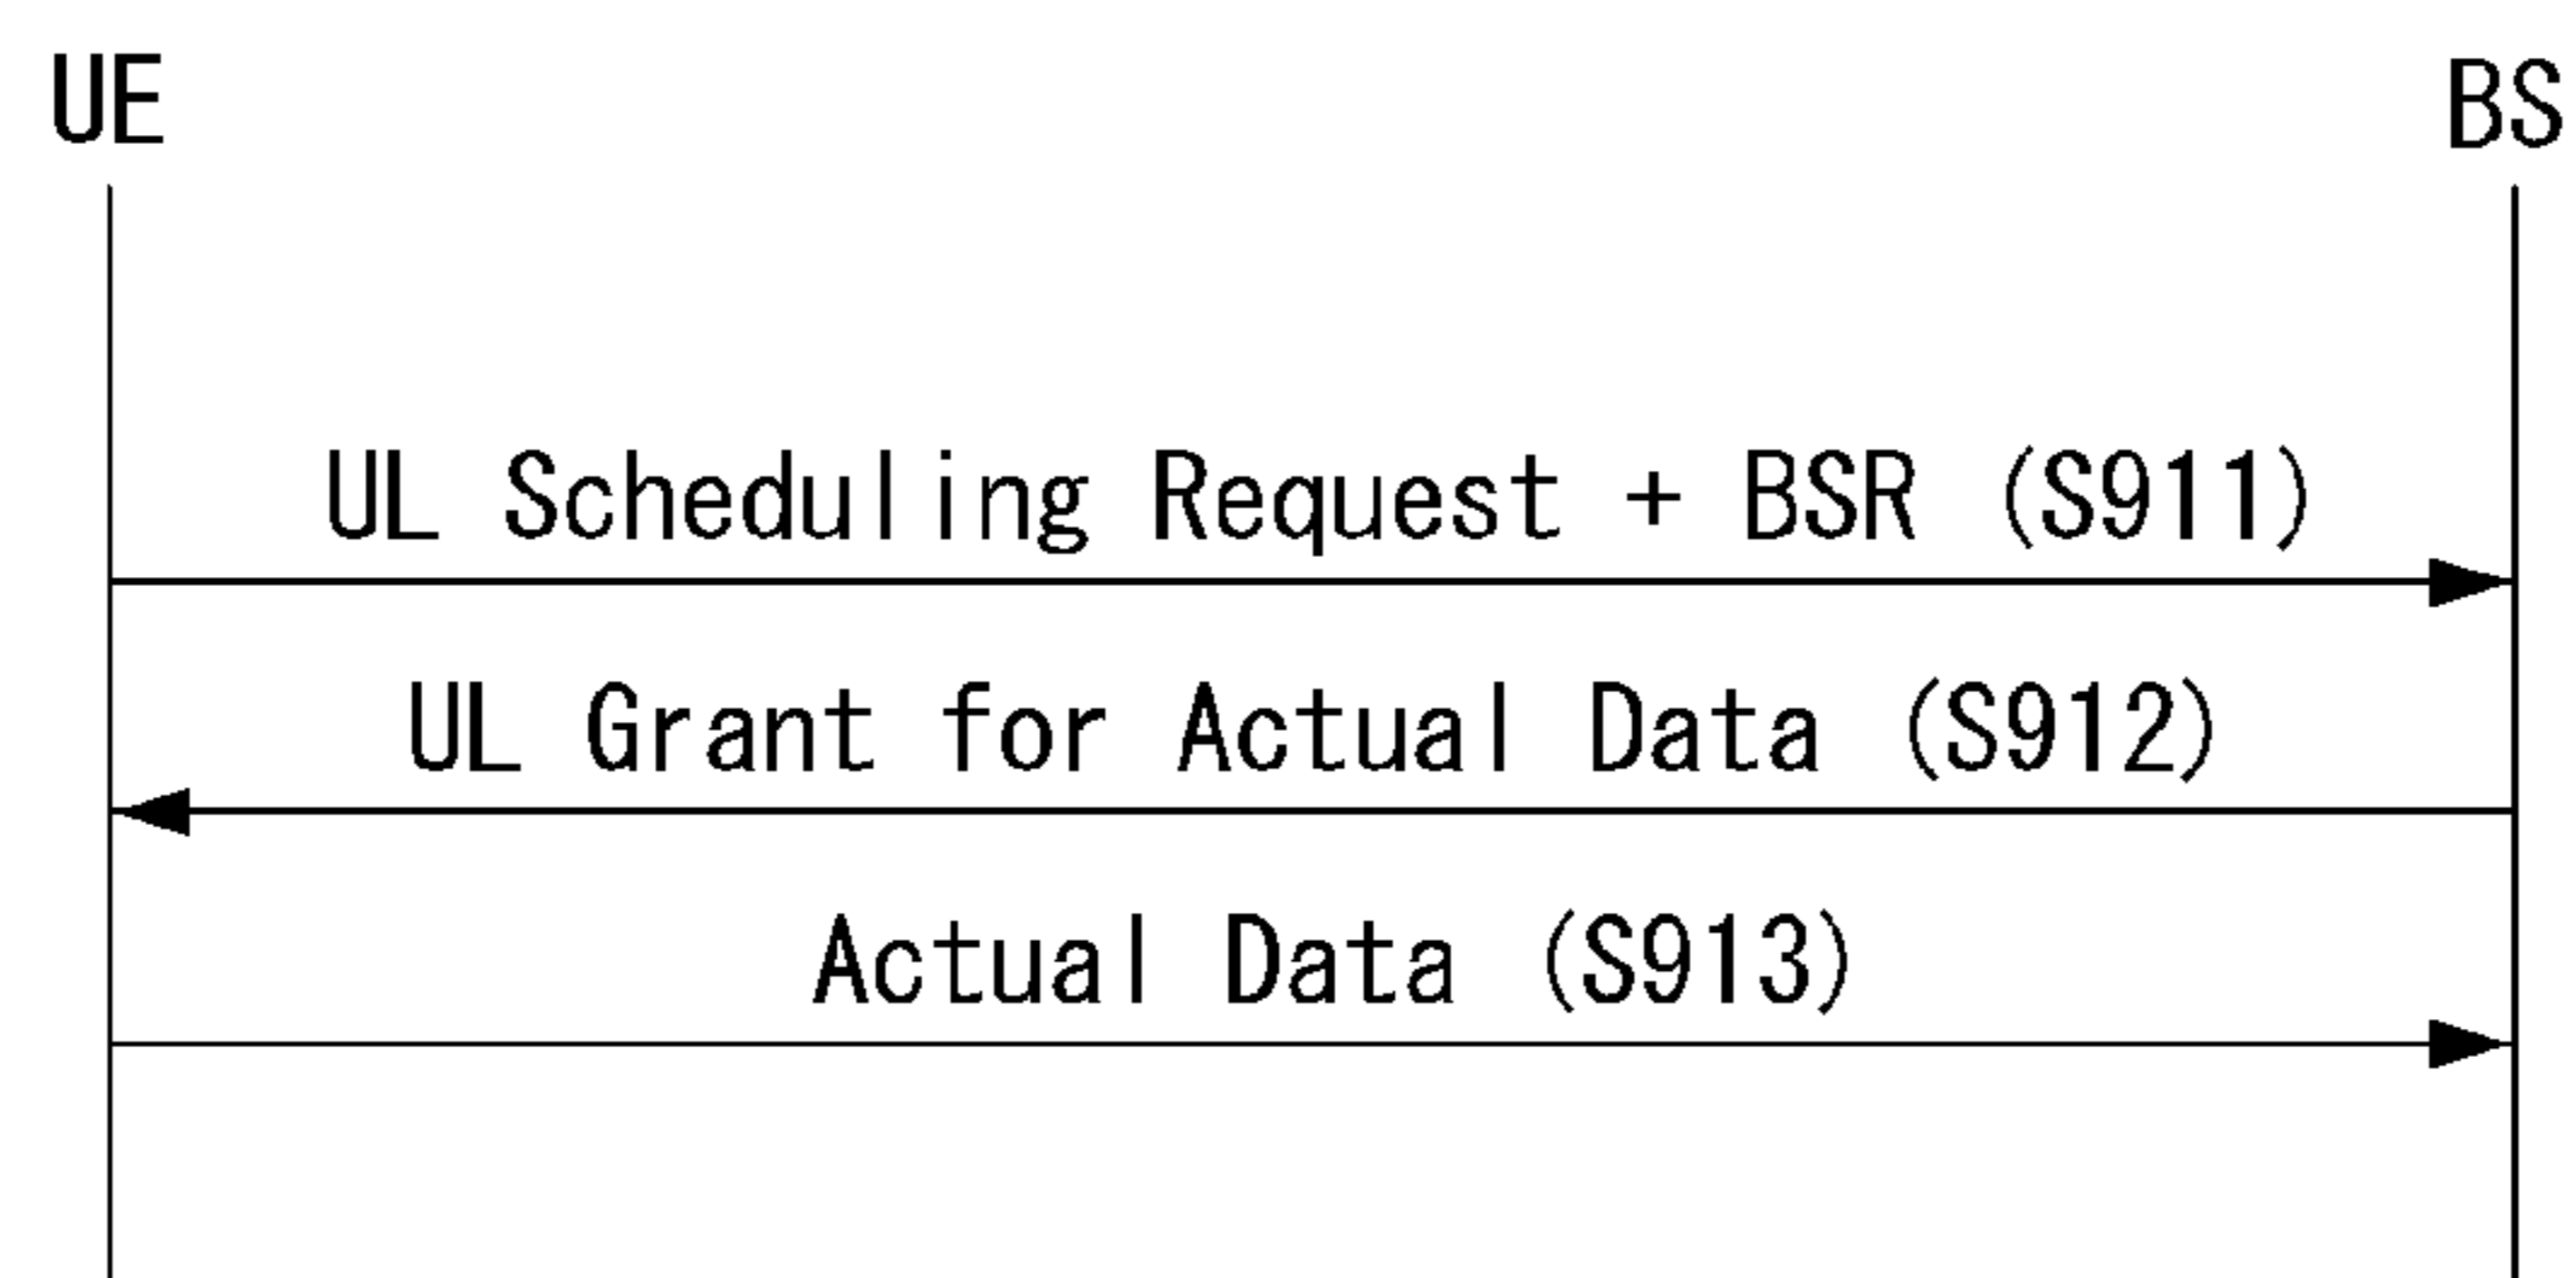 UE BS
UL Scheduling Request + BSR (S911)
UL Grant for Actual Data (S912)
Actual Data (S913)